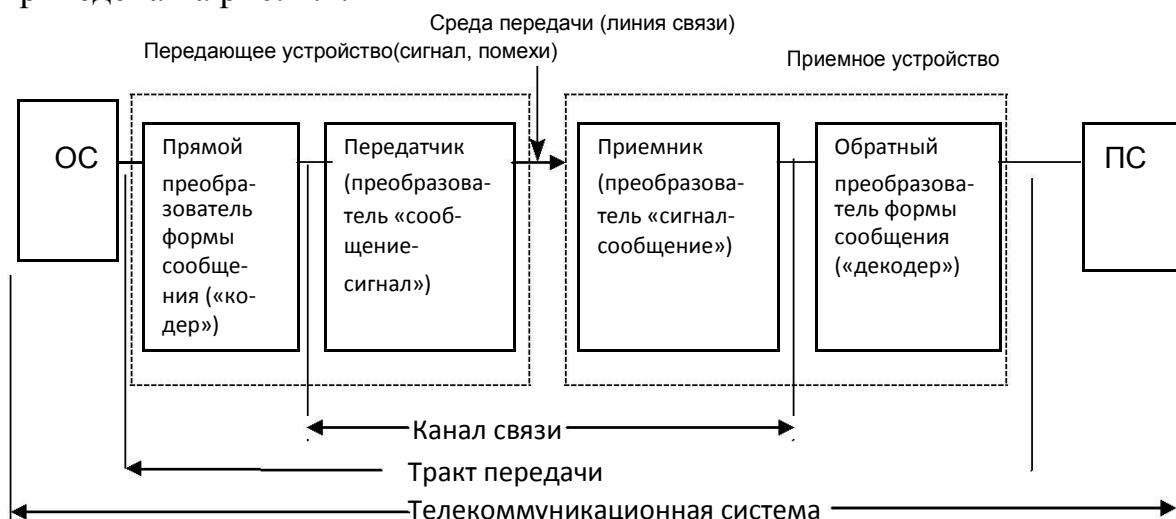 Среда передачи (линия связи)
Передающее устройство(сигнал, помехи)
Приемное устройство
ОС
Прямой
преобра-
зователь
формы
сообще-
ния («ко-
дер»)
Передатчик
(преобразова-
тель «сооб-
щение-
сигнал»)
Приемник
(преобразова-
тель «сигнал-
сообщение»)
Обратный
преобразова-
тель формы
сообщения
(«декодер»)
ПС
Канал связи
Тракт передачи
Телекоммуникационная система